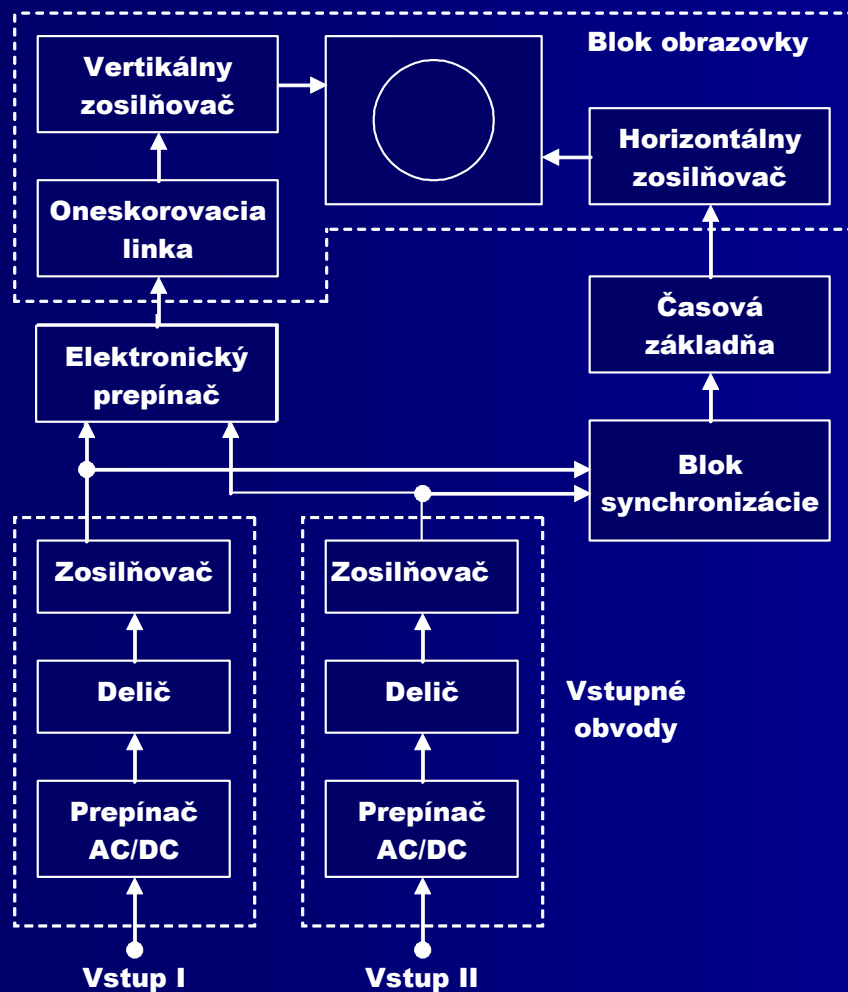 Blok obrazovky
Vertikálny
zosilňovač
Horizontálny
zosilňovač
Oneskorovacia
linka
Časová
základňa
Elektronický
prepínač
Blok
synchronizácie
Zosilňovač
Zosilňovač
Delič
Delič
Vstupné
obvody
Prepínač
AC/DC
Prepínač
AC/DC
Vstup I
Vstup II